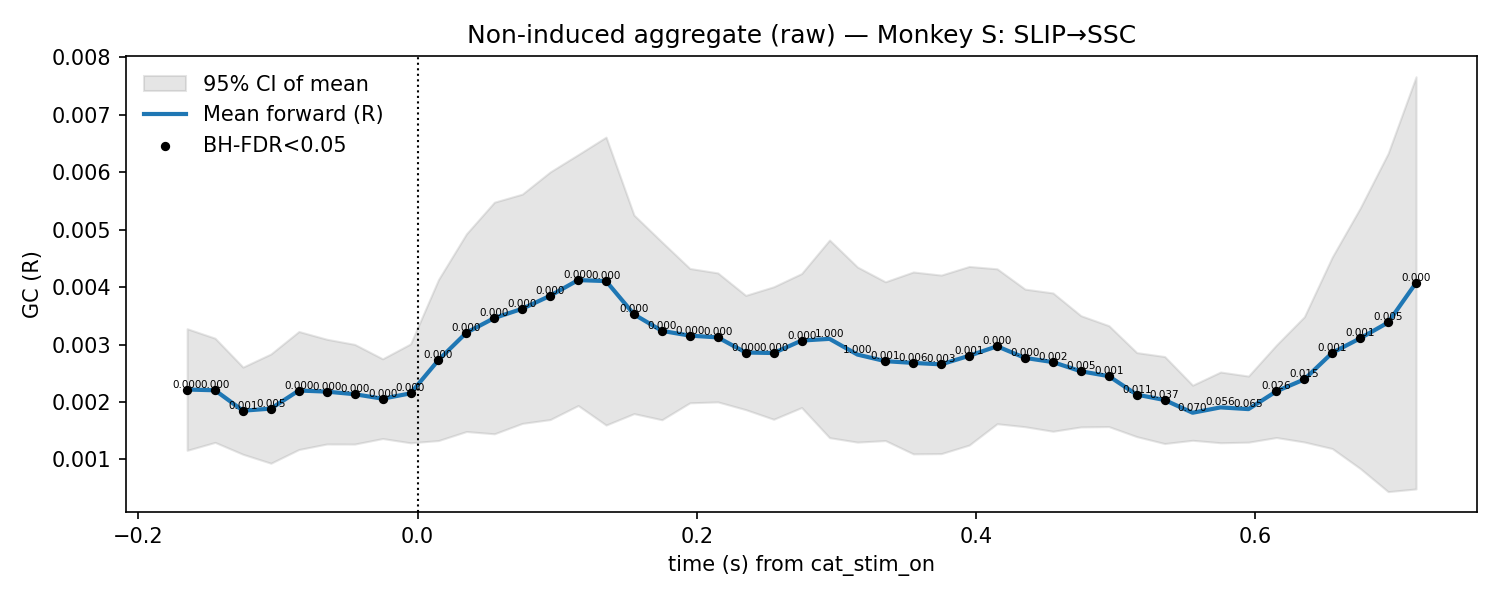 Non-induced aggregate (raw) — Monkey S: SLIP→SSC
0.008
0.007
0.006
0.005
0.004
0.003
0.002
0.001
GC (R)
95% CI of mean
Mean forward (R)
BH-FDR<0.05
0.000 0.000 0.001 0.005 0.000 0.000 0.000 0.000 0.000 0.000 0.000 0.000 0.000 0.000 0.000 0.000 0.000 0.000 0.000 0.000 0.000 0.000 0.000 1.000 1.000 0.001 0.006 0.003 0.001 0.000 0.000 0.002 0.005 0.001 0.011 0.037 0.070 0.056 0.065 0.026 0.015 0.001 0.001 0.005 0.000
−0.2 0.0 0.2 0.4 0.6
time (s) from cat_stim_on